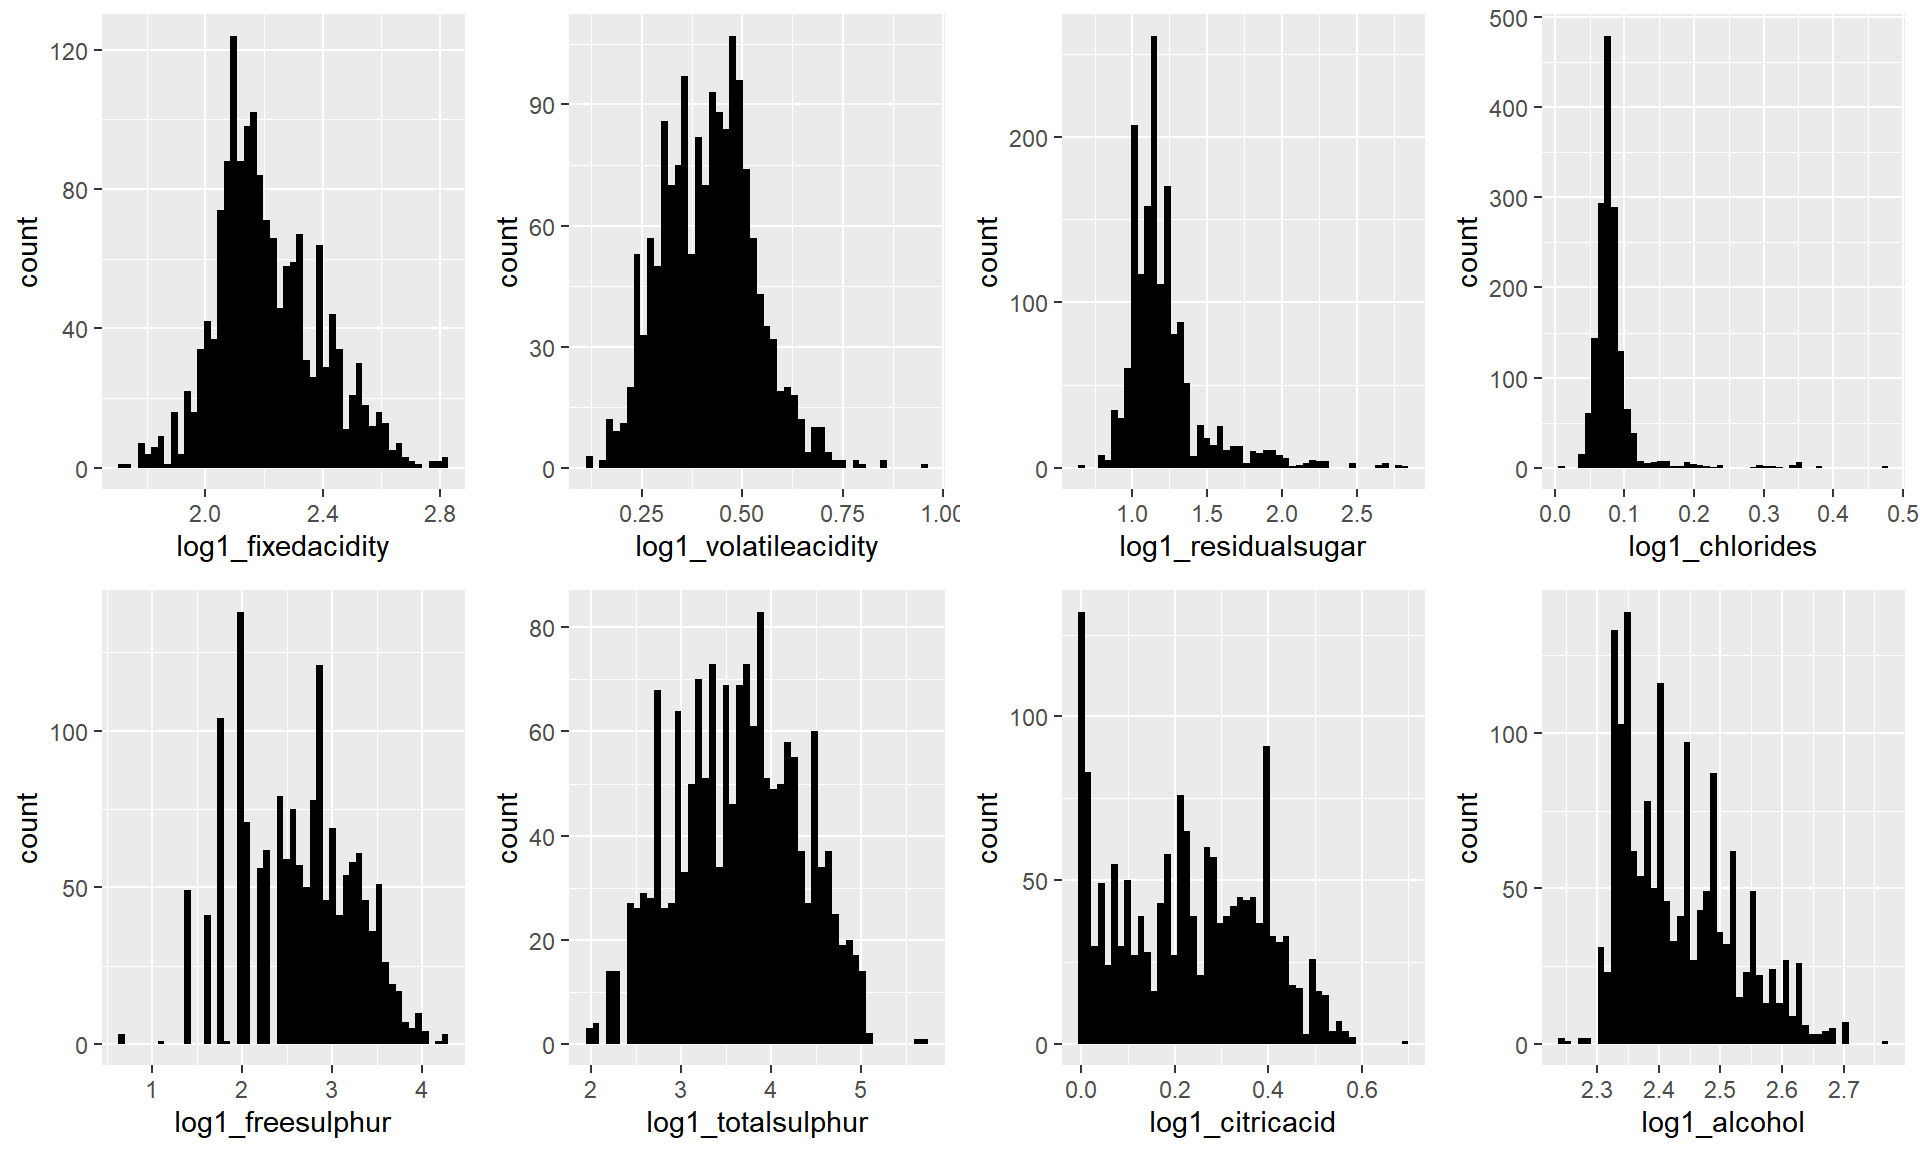 count
120
80
40
0
2.0 2.4 2.8
log1_fixedacidity
count
90
60
30
0
0.25 0.50 0.75 1.00
log1_volatileacidity
count
200
100
0
1.0 1.5 2.0 2.5
log1_residualsugar
count
500
400
300
200
100
0
0.0 0.1 0.2 0.3 0.4 0.5
log1_chlorides
count
100
50
0
1 2 3 4
log1_freesulphur
count
80
60
40
20
0
2 3 4 5
log1_totalsulphur
count
100
50
0
0.0 0.2 0.4 0.6
log1_citricacid
count
100
50
0
2.3 2.4 2.5 2.6 2.7
log1_alcohol